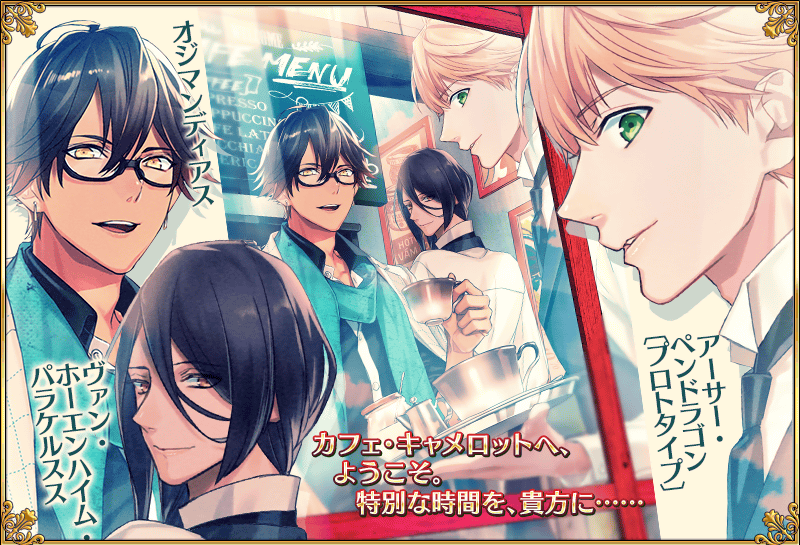 オジマンディアス
アーサー・
ペンドラゴン
〔プロトタイプ〕
ヴァン・
ホーエンハイム・
パラケルスス
MENU
カフェ・キャメロットへ、
ようこそ。
特別な時間を、貴方に……